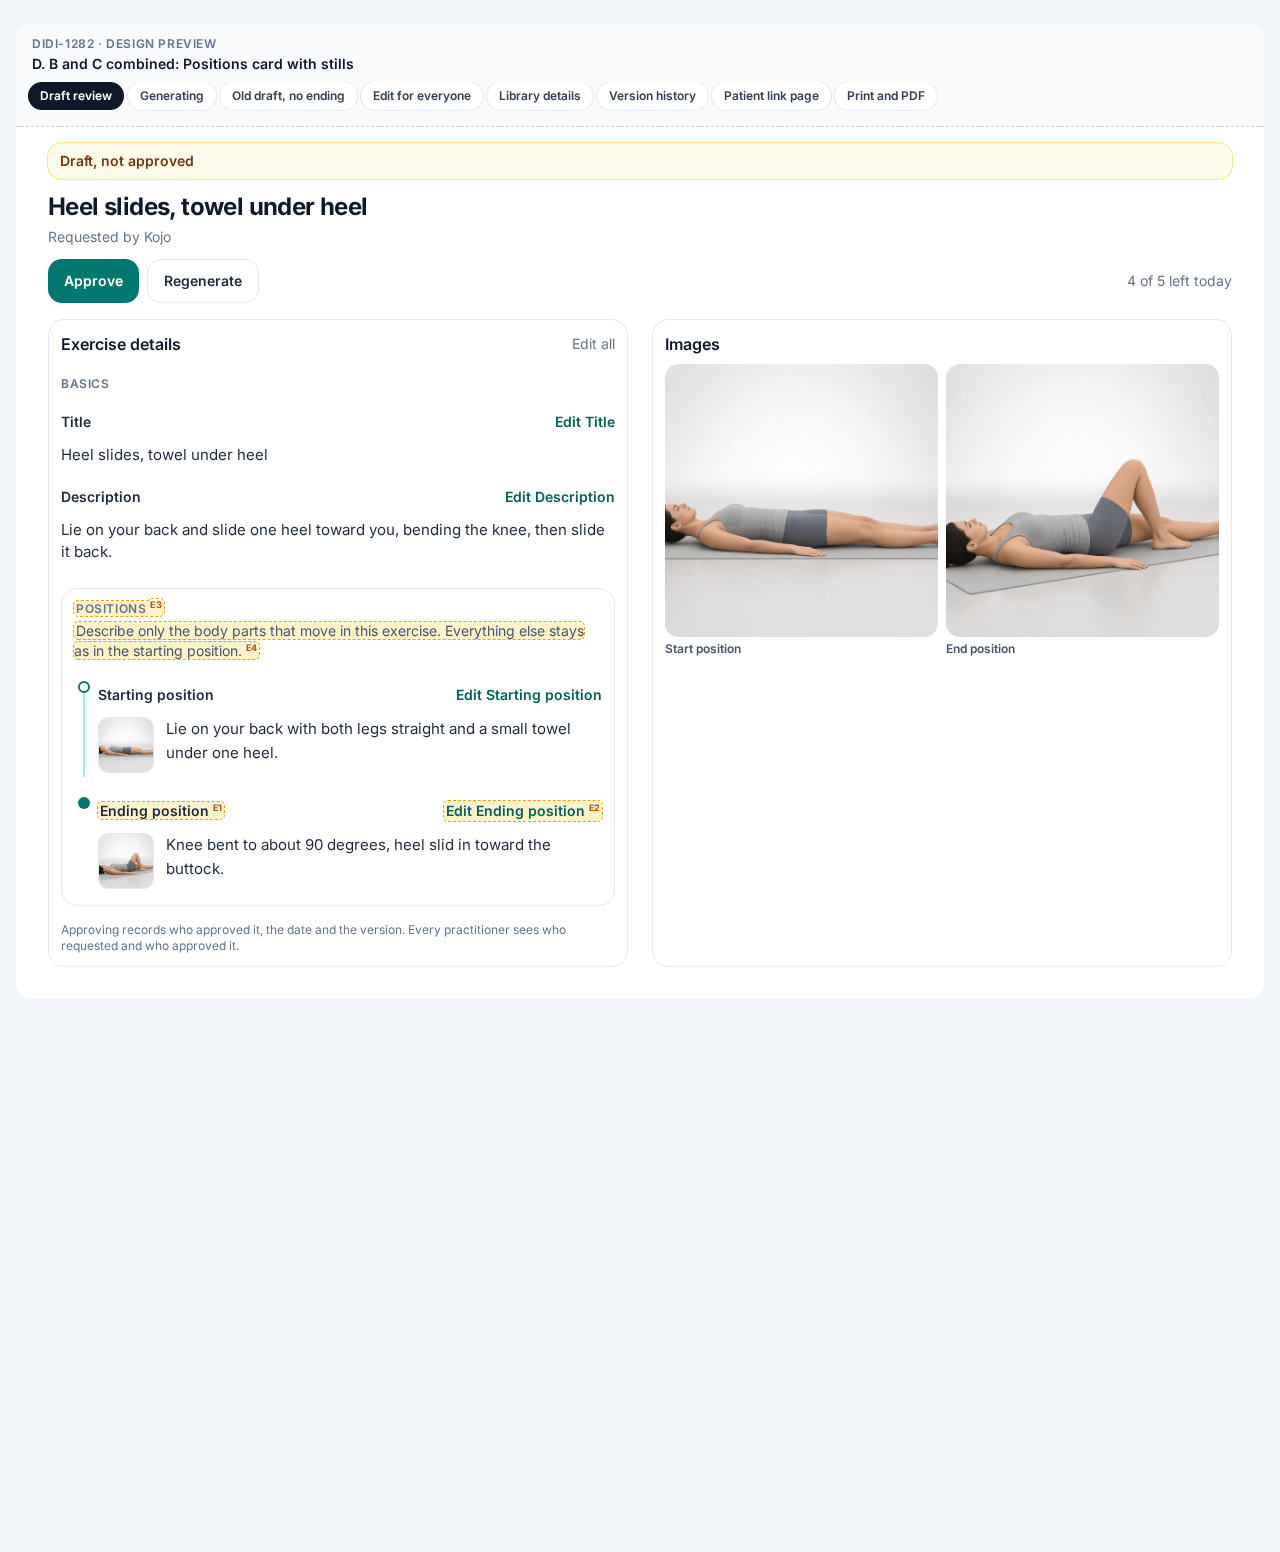 DIDI-1282 · DESIGN PREVIEW
D. B and C combined: Positions card with stills
Draft review
Generating
Old draft, no ending
Edit for everyone
Library details
Version history
Patient link page
Print and PDF
Draft, not approved
Heel slides, towel under heel
Requested by Kojo
Approve
Regenerate
4 of 5 left today
Exercise details
Edit all
BASICS
Title
Edit Title
Heel slides, towel under heel
Description
Edit Description
Lie on your back and slide one heel toward you, bending the knee, then slide
it back.
POSITIONS E3
Describe only the body parts that move in this exercise. Everything else stays
as in the starting position. E4
Starting position
Edit Starting position
Lie on your back with both legs straight and a small towel
under one heel.
Ending position E1
Edit Ending position E2
Knee bent to about 90 degrees, heel slid in toward the
buttock.
Approving records who approved it, the date and the version. Every practitioner sees who
requested and who approved it.
Images
Start position
End position